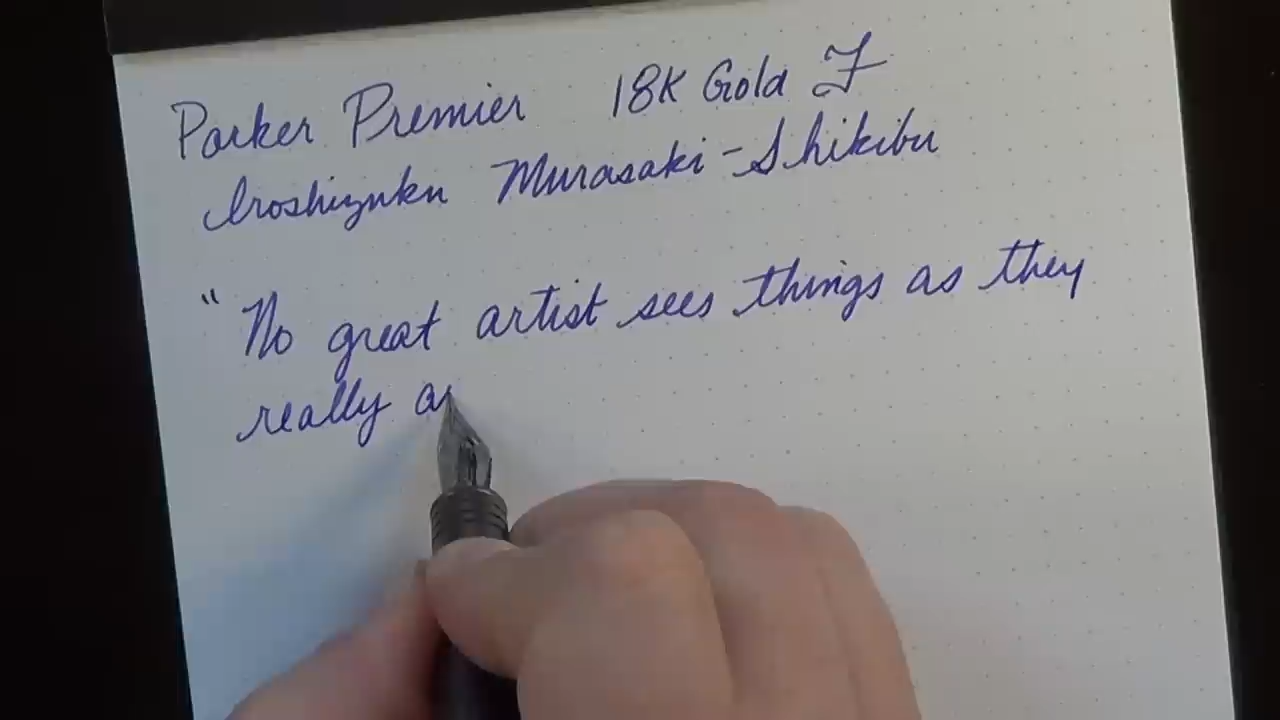 Parker Premier 18K Gold F
Iroshizuku Murasaki-Shikibu
" No great artist sees things as they
really a